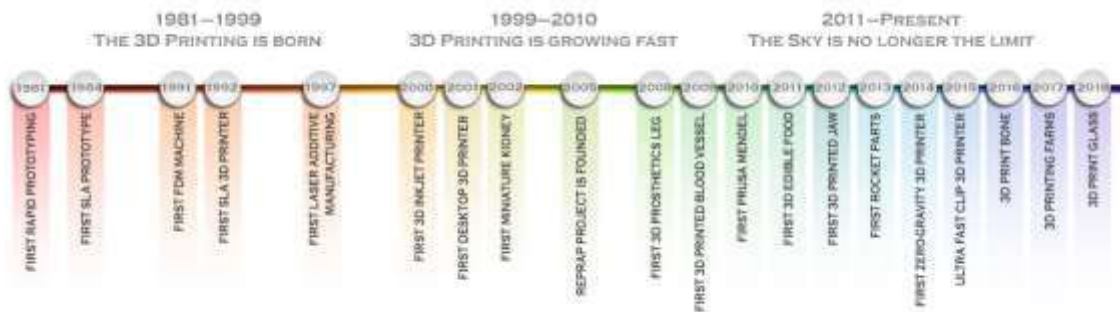 1981–1999
THE 3D PRINTING IS BORN
1999–2010
3D PRINTING IS GROWING FAST
2011–PRESENT
THE SKY IS NO LONGER THE LIMIT
1981
1984
1991
1992
1997
2000
2001
2002
2005
2008
2009
2010
2011
2012
2013
2014
2015
2016
2017
2018
FIRST RAPID PROTOTYPING
FIRST SLA PROTOTYPE
FIRST FDM MACHINE
FIRST SLA 3D PRINTER
FIRST LASER ADDITIVE
MANUFACTURING
FIRST 3D INKJET PRINTER
FIRST DESKTOP 3D PRINTER
FIRST MINIATURE KIDNEY
REPRAP PROJECT IS FOUNDED
FIRST 3D PROSTHETICS LEG
FIRST 3D PRINTED BLOOD VESSEL
FIRST PRUSA MENDEL
FIRST 3D EDIBLE FOOD
FIRST 3D PRINTED JAW
FIRST ROCKET PARTS
FIRST ZERO-GRAVITY 3D PRINTER
ULTRA FAST CLIP 3D PRINTER
3D PRINT BONE
3D PRINTING FARMS
3D PRINT GLASS